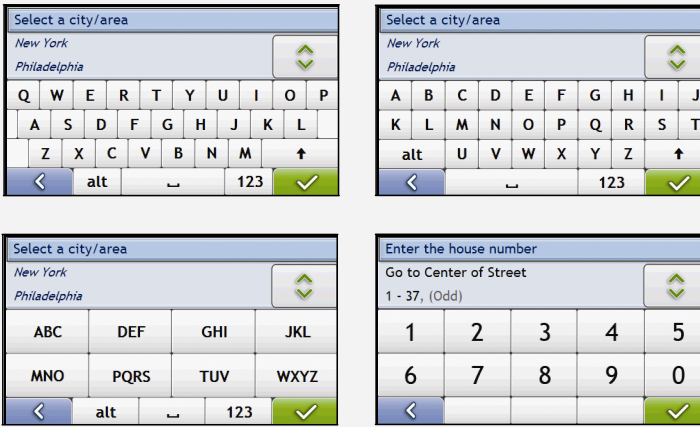 Select a city/area
New York
Philadelphia
Q W E R T Y U I O P
A S D F G H J K L
Z X C V B N M
alt 123
Select a city/area
New York
Philadelphia
A B C D E F G H I J
K L M N O P Q R S T
alt U V W X Y Z
123
Select a city/area
New York
Philadelphia
ABC DEF GHI JKL
MNO PQRS TUV WXYZ
alt 123
Enter the house number
Go to Center of Street
1 - 37, (Odd)
1 2 3 4 5
6 7 8 9 0